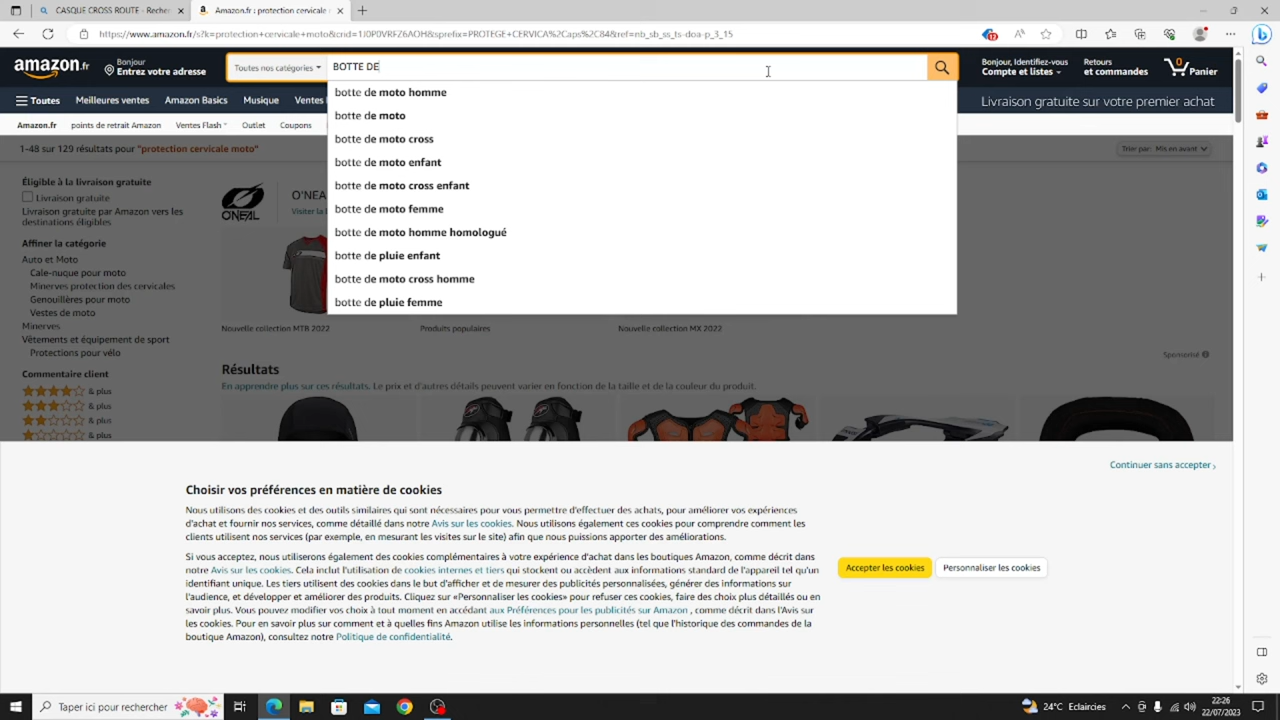 CASQUE CROSS ROUTE - Recher
Amazon.fr : protection cervicale
https://www.amazon.fr/s?k=protection+cervicale+moto&crid=1J0P0VRFZ6AOH&sprefix=PROTEGE+CERVICA%2Caps%2C84&ref=nb_sb_ss_ts-doa-p_3_15
12
amazon.fr
Bonjour
Entrez votre adresse
Toutes nos catégories
BOTTE DE
Bonjour, Identifiez-vous
Compte et listes
Retours
et commandes
0
Panier
Toutes
Meilleures ventes
Amazon Basics
Musique
Ventes
Livraison gratuite sur votre premier achat
Amazon.fr
points de retrait Amazon
Ventes Flash
Outlet
Coupons
botte de moto homme
botte de moto
botte de moto cross
botte de moto enfant
botte de moto cross enfant
botte de moto femme
botte de moto homme homologué
botte de pluie enfant
botte de moto cross homme
botte de pluie femme
1-48 sur 129 résultats pour "protection cervicale moto"
Trier par: Mis en avant
Éligible à la livraison gratuite
Livraison gratuite
Livraison gratuite par Amazon vers les
destinations éligibles
Affiner la catégorie
Auto et Moto
Cale-nuque pour moto
Minerves protection des cervicales
Genouillères pour moto
Vestes de moto
Minerves
Vêtements et équipement de sport
Protections pour vélo
Commentaire client
& plus
& plus
& plus
& plus
ONEAL
O'NEA
Visiter la
Nouvelle collection MTB 2022
Produits populaires
Nouvelle collection MX 2022
Sponsorisé
Résultats
En apprendre plus sur ces résultats. Le prix et d'autres détails peuvent varier en fonction de la taille et de la couleur du produit.
Continuer sans accepter
Choisir vos préférences en matière de cookies
Nous utilisons des cookies et des outils similaires qui sont nécessaires pour vous permettre d'effectuer des achats, pour améliorer vos expériences
d'achat et fournir nos services, comme détaillé dans notre Avis sur les cookies. Nous utilisons également ces cookies pour comprendre comment les
clients utilisent nos services (par exemple, en mesurant les visites sur le site) afin que nous puissions apporter des améliorations.
Si vous acceptez, nous utiliserons également des cookies complémentaires à votre expérience d'achat dans les boutiques Amazon, comme décrit dans
notre Avis sur les cookies. Cela inclut l'utilisation de cookies internes et tiers qui stockent ou accèdent aux informations standard de l'appareil tel qu'un
identifiant unique. Les tiers utilisent des cookies dans le but d'afficher et de mesurer des publicités personnalisées, générer des informations sur
l'audience, et développer et améliorer des produits. Cliquez sur «Personnaliser les cookies» pour refuser ces cookies, faire des choix plus détaillés ou en
savoir plus. Vous pouvez modifier vos choix à tout moment en accédant aux Préférences pour les publicités sur Amazon , comme décrit dans l'Avis sur
les cookies. Pour en savoir plus sur comment et à quelles fins Amazon utilise les informations personnelles (tel que l'historique des commandes de la
boutique Amazon), consultez notre Politique de confidentialité.
Accepter les cookies
Personnaliser les cookies
Taper ici pour rechercher
24°C Eclaircies
22:26
22/07/2023